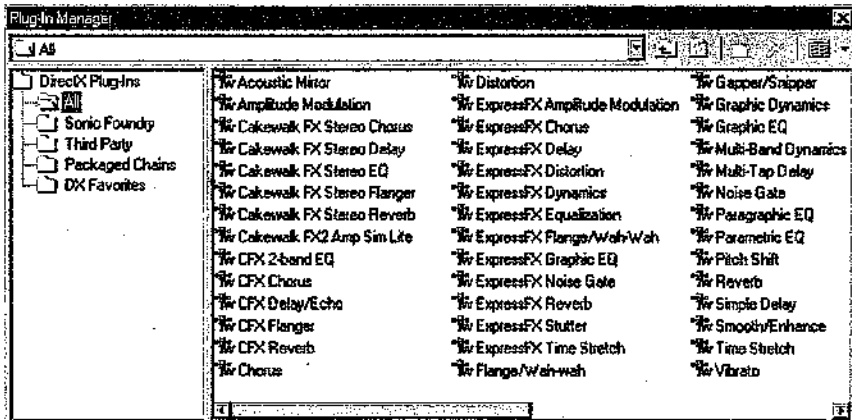 Plug-In Manager
All
DirectX Plug-Ins
All
Sonic Foundry
Third Party
Packaged Chains
DX Favorites
Acoustic Mirror
Amplitude Modulation
Cakewalk FX Stereo Chorus
Cakewalk FX Stereo Delay
Cakewalk FX Stereo EQ
Cakewalk FX Stereo Flanger
Cakewalk FX Stereo Reverb
Cakewalk FX2 Amp Sim Lite
CFX 2-band EQ
CFX Chorus
CFX Delay/Echo
CFX Flanger
CFX Reverb
Chorus
Distortion
ExpressFX Amplitude Modulation
ExpressFX Chorus
ExpressFX Delay
ExpressFX Distortion
ExpressFX Dynamics
ExpressFX Equalization
ExpressFX Flange/Wah-Wah
ExpressFX Graphic EQ
ExpressFX Noise Gate
ExpressFX Reverb
ExpressFX Stutter
ExpressFX Time Stretch
Flange/Wah-wah
Gapper/Snipper
Graphic Dynamics
Graphic EQ
Multi-Band Dynamics
Multi-Tap Delay
Noise Gate
Paragraphic EQ
Parametric EQ
Pitch Shift
Reverb
Simple Delay
Smooth/Enhance
Time Stretch
Vibrato